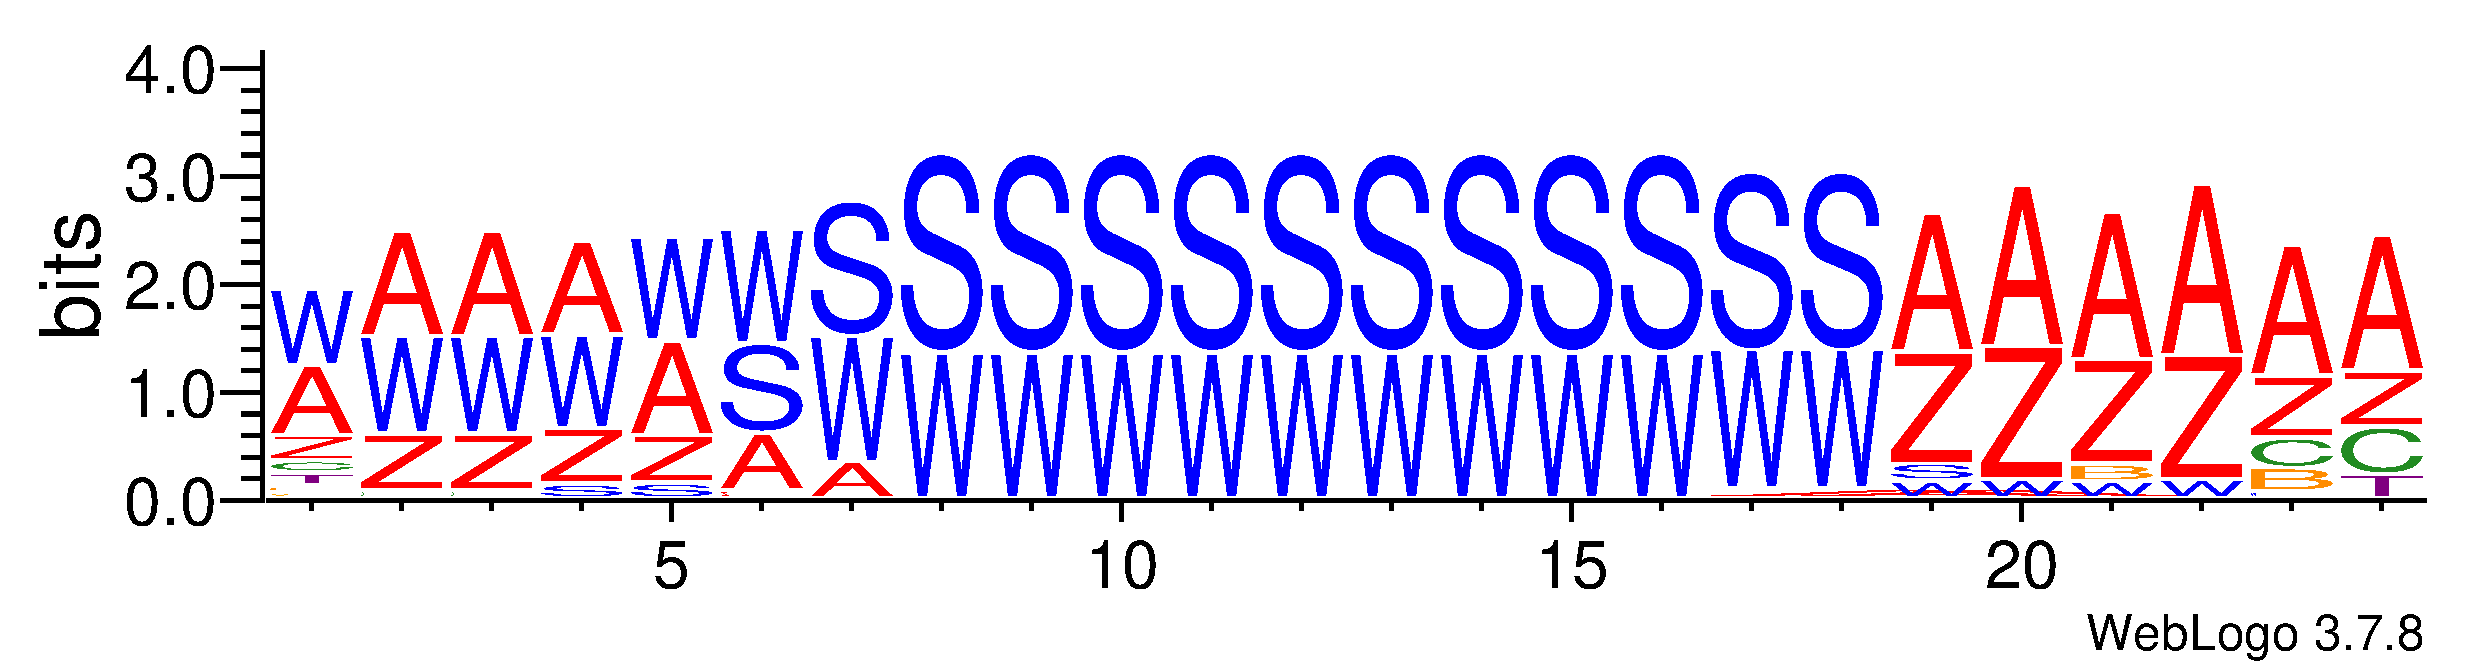 4.0
3.0
2.0
1.0
0.0
bits
W A N C T
A W Z
A W Z
A W Z S
W A Z S
W S A
S W A
S W
S W
S W
S W
S W
S W
S W
S W
S W
S W
S W
A Z S W
A Z W
A Z B W
A Z W
A Z C B
A Z C T
5 10 15 20
WebLogo 3.7.8